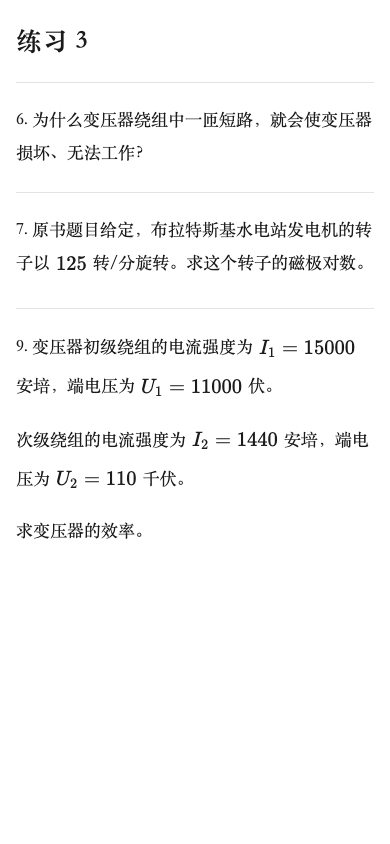 练习 3
6. 为什么变压器绕组中一匝短路，就会使变压器
损坏、无法工作?
7. 原书题目给定，布拉特斯基水电站发电机的转
子以 125 转/分旋转。求这个转子的磁极对数。
9. 变压器初级绕组的电流强度为 I₁ = 15000
安培，端电压为 U₁ = 11000 伏。
次级绕组的电流强度为 I₂ = 1440 安培，端电
压为 U₂ = 110 千伏。
求变压器的效率。